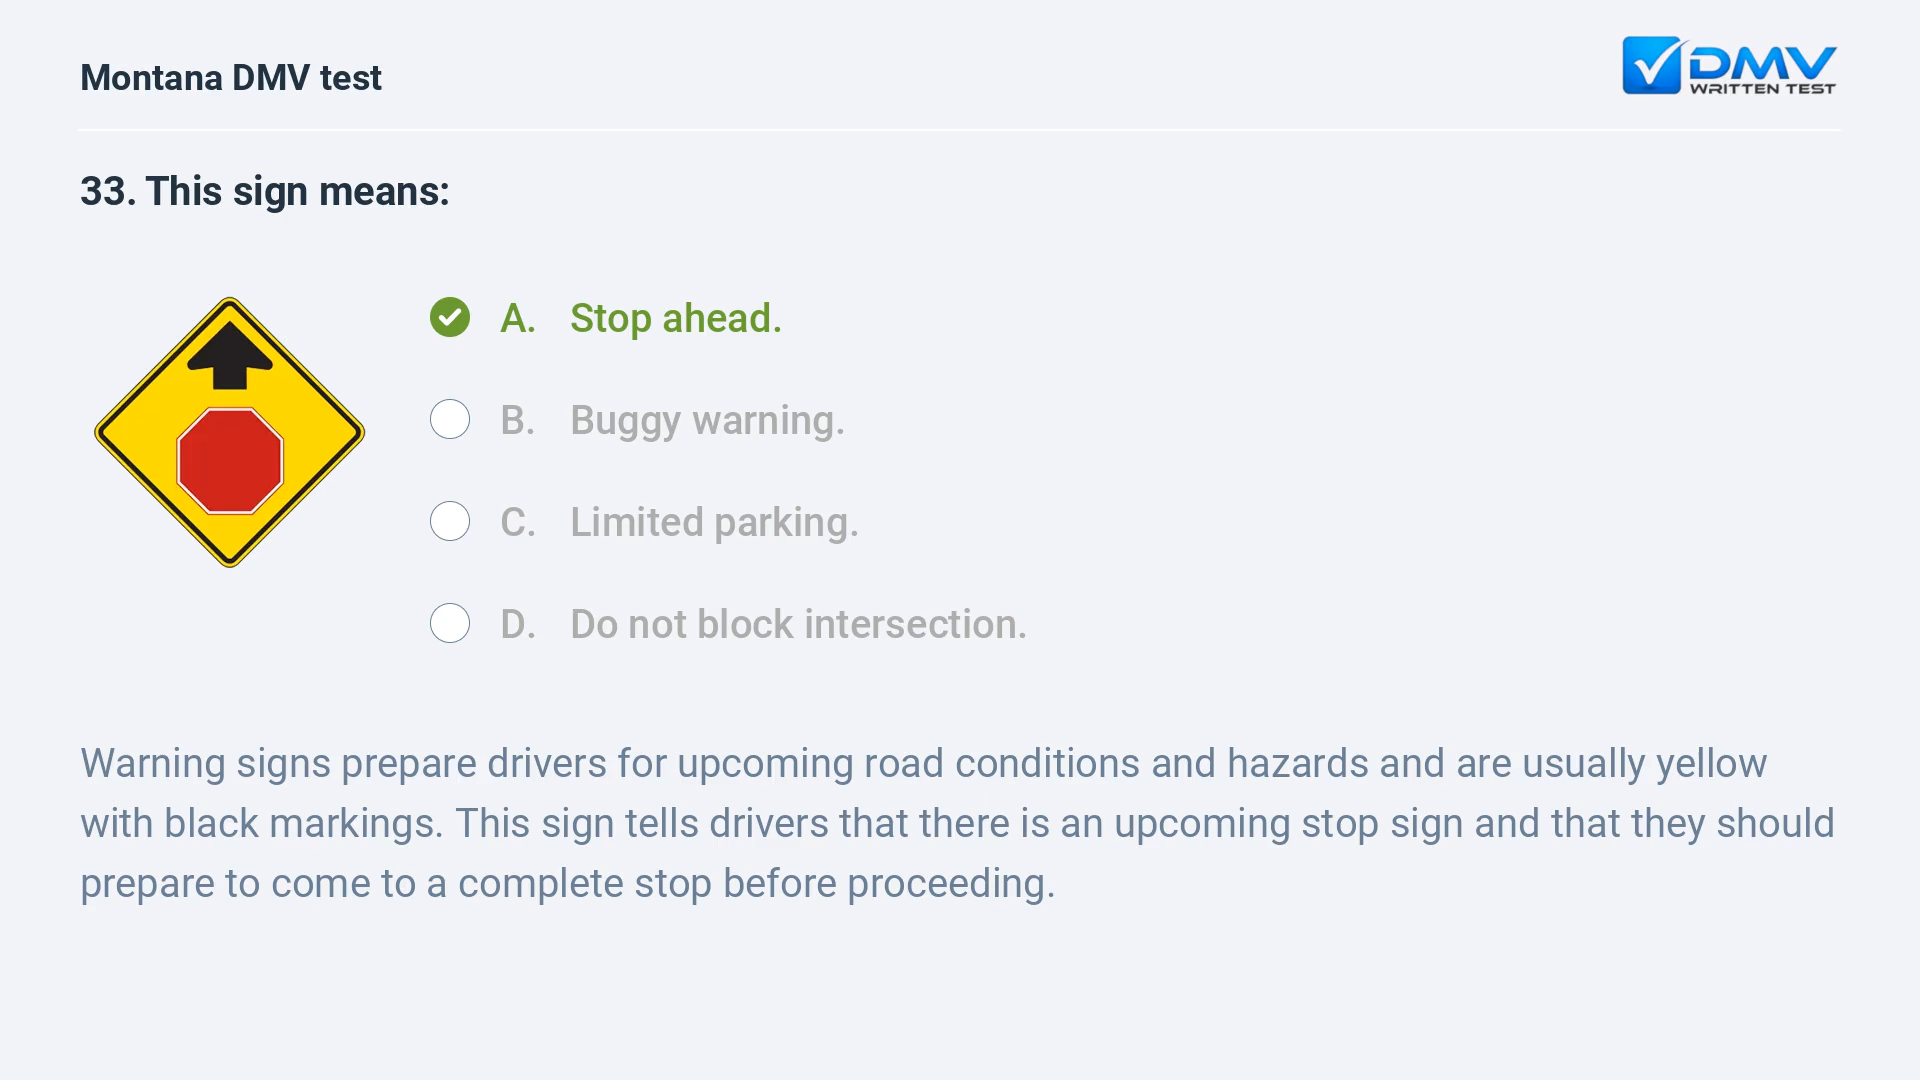 Montana DMV test
DMV
WRITTEN TEST
33. This sign means:
A. Stop ahead.
B. Buggy warning.
C. Limited parking.
D. Do not block intersection.
Warning signs prepare drivers for upcoming road conditions and hazards and are usually yellow
with black markings. This sign tells drivers that there is an upcoming stop sign and that they should
prepare to come to a complete stop before proceeding.